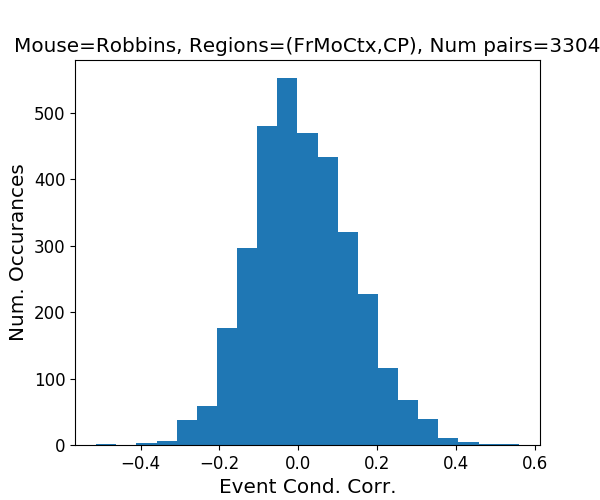 Mouse=Robbins, Regions=(FrMoCtx,CP), Num pairs=3304
Num. Occurances
500
400
300
200
100
0
−0.4 −0.2 0.0 0.2 0.4 0.6
Event Cond. Corr.